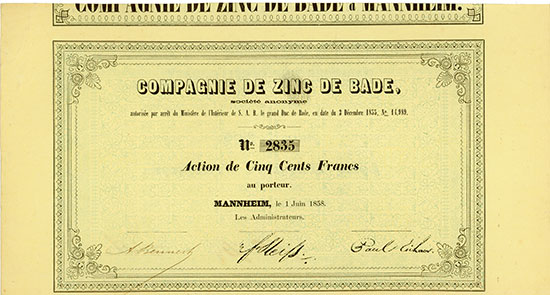 COMPAGNIE DE ZINC DE BADE à MANNHEIM.
COMPAGNIE DE ZINC DE BADE,
société anonyme
autorisée par arrêt du Ministère de l'Intérieur de S. A. R. le grand Duc de Bade, en date du 3 Décembre 1855, No. 14,989.
No. 2835
Action de Cinq Cents Francs
au porteur.
MANNHEIM, le 1 Juin 1858.
Les Administrateurs.